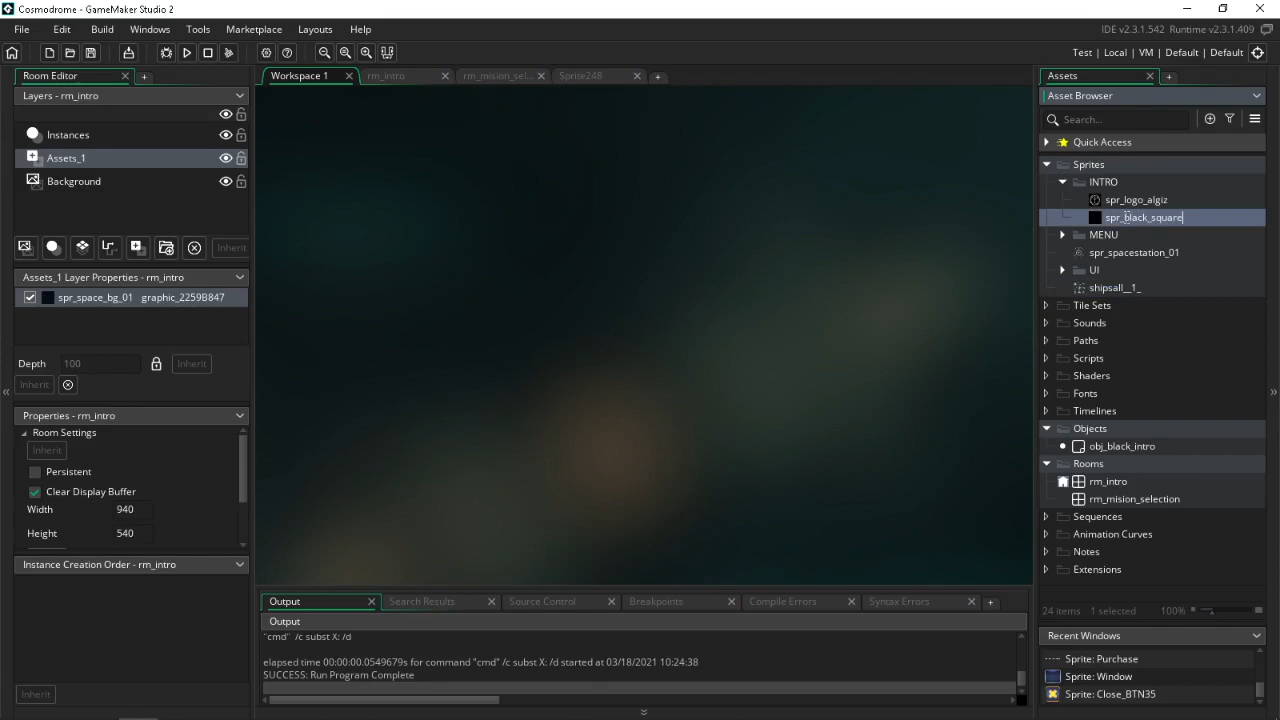 Cosmodrome - GameMaker Studio 2
File Edit Build Windows Tools Marketplace Layouts Help
IDE v2.3.1.542 Runtime v2.3.1.409
Test | Local | VM | Default | Default
Room Editor
Layers - rm_intro
Instances
Assets_1
Background
Inherit
Assets_1 Layer Properties - rm_intro
spr_space_bg_01 graphic_2259B847
Depth 100 Inherit
Inherit
Properties - rm_intro
Room Settings
Inherit
Persistent
Clear Display Buffer
Width 940
Height 540
Instance Creation Order - rm_intro
Inherit
Workspace 1 rm_intro rm_mision_sel... Sprite248
Output Search Results Source Control Breakpoints Compile Errors Syntax Errors
Output
"cmd" /c subst X: /d
elapsed time 00:00:00.0549679s for command "cmd" /c subst X: /d started at 03/18/2021 10:24:38
SUCCESS: Run Program Complete
Assets
Asset Browser
Search...
Quick Access
Sprites
INTRO
spr_logo_algiz
spr_black_square
MENU
spr_spacestation_01
UI
shipsall__1_
Tile Sets
Sounds
Paths
Scripts
Shaders
Fonts
Timelines
Objects
obj_black_intro
Rooms
rm_intro
rm_mision_selection
Sequences
Animation Curves
Notes
Extensions
24 items 1 selected 100%
Recent Windows
Sprite: Purchase
Sprite: Window
Sprite: Close_BTN35